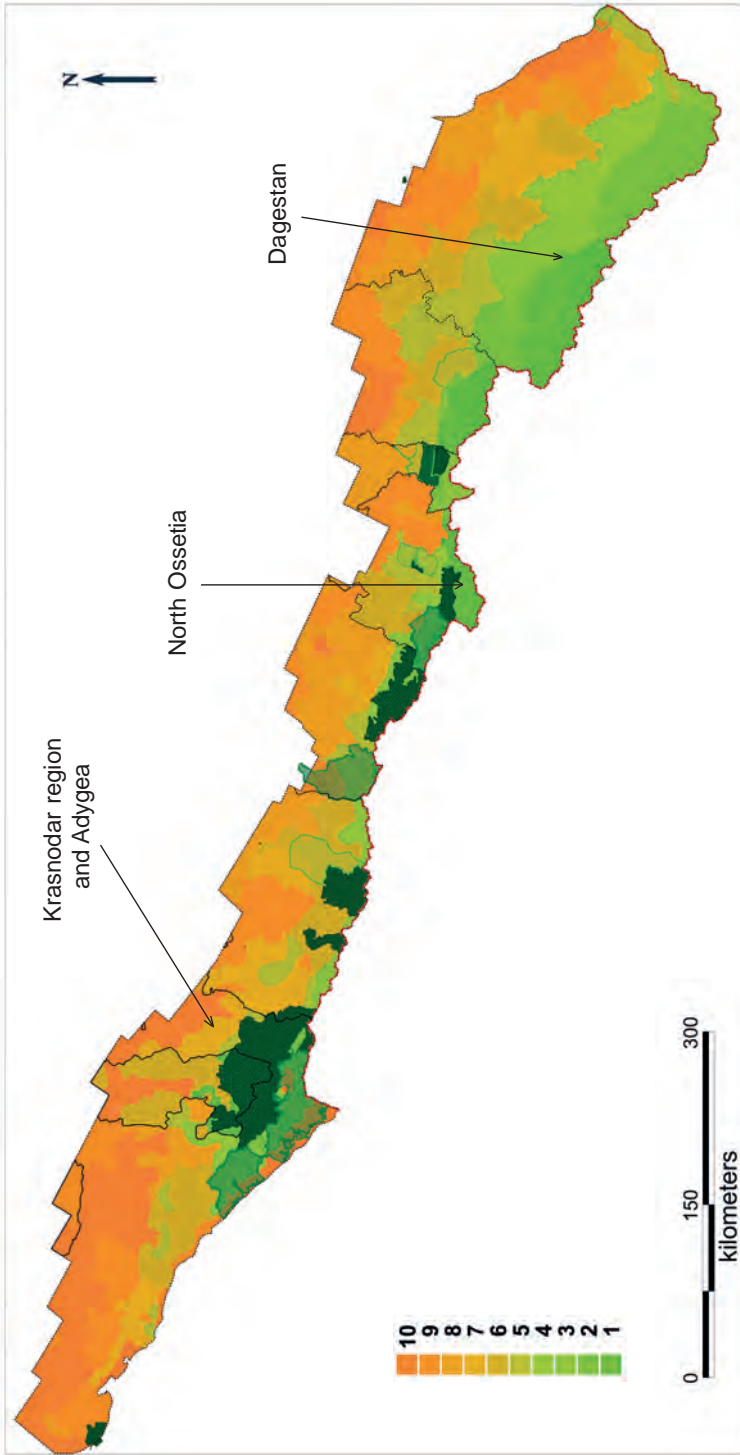 N
Krasnodar region
and Adygea
North Ossetia
Dagestan
10
9
8
7
6
5
4
3
2
1
0 150 300
kilometers